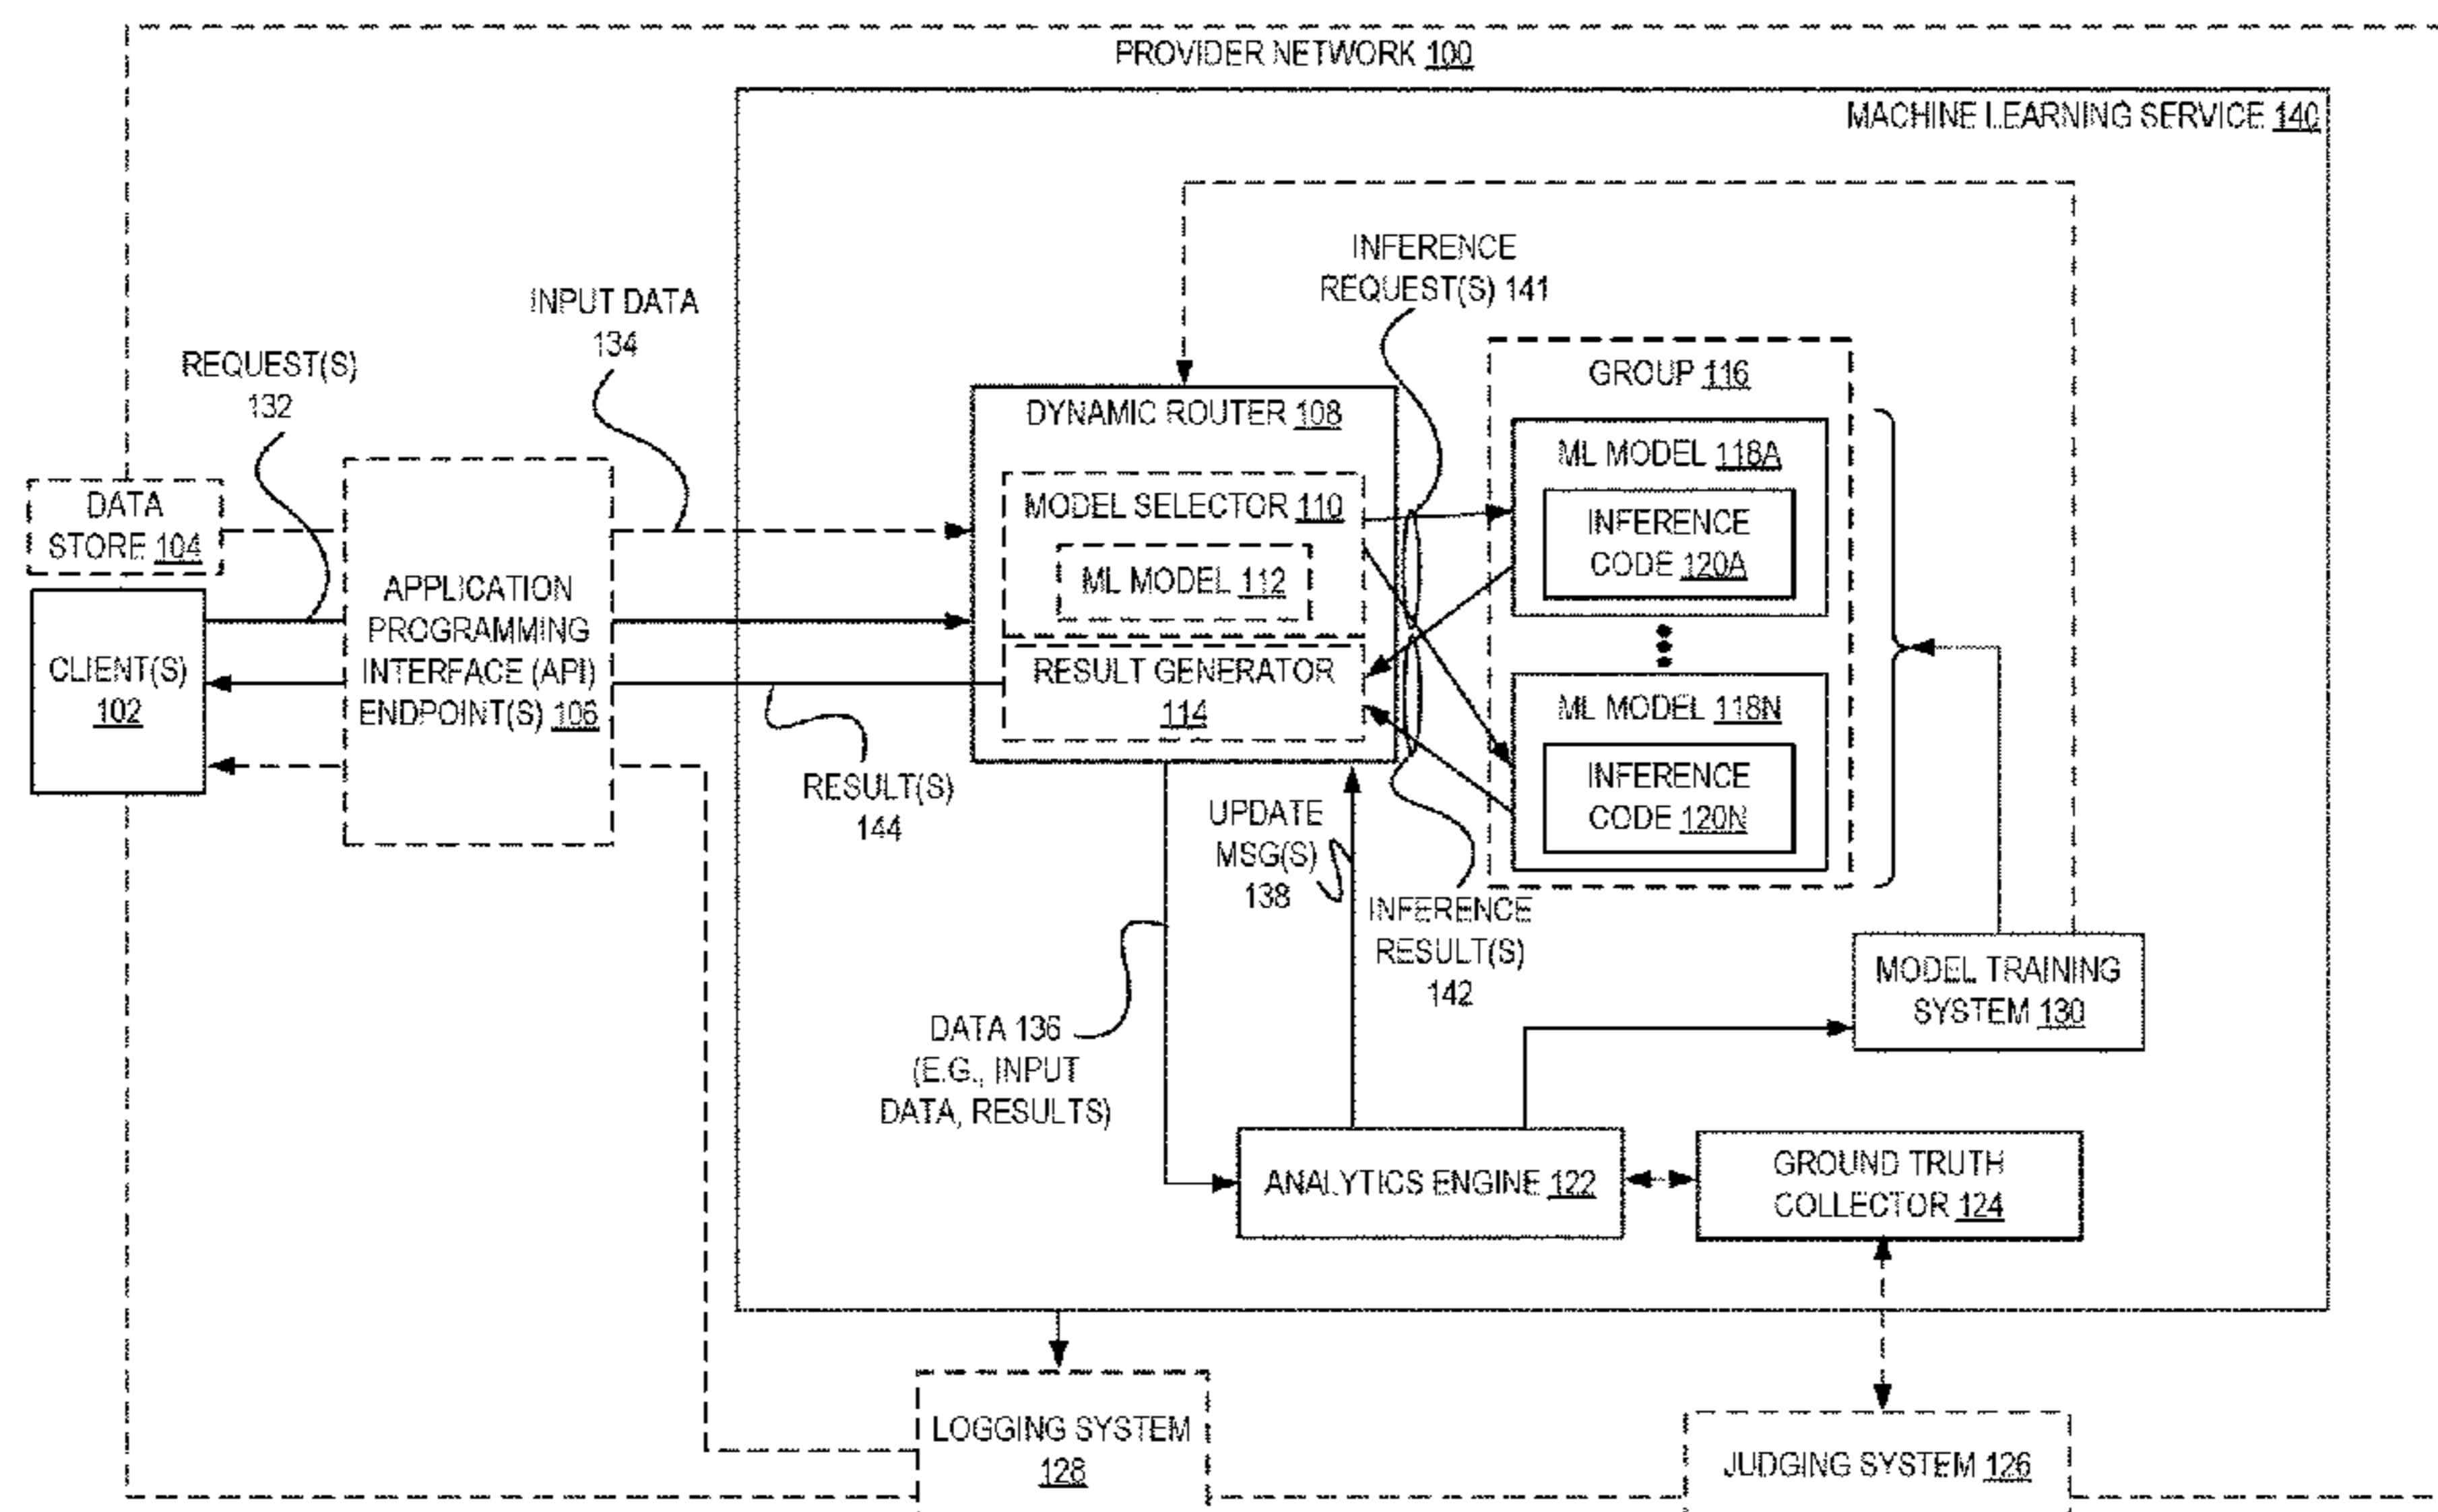 PROVIDER NETWORK 100
MACHINE LEARNING SERVICE 140
INFERENCE
REQUEST(S) 141
INPUT DATA
134
REQUEST(S)
132
GROUP 116
DYNAMIC ROUTER 108
ML MODEL 118A
DATA
STORE 104
MODEL SELECTOR 110
INFERENCE
CODE 120A
ML MODEL 112
APPLICATION
PROGRAMMING
INTERFACE (API)
ENDPOINT(S) 106
CLIENT(S)
102
RESULT GENERATOR
114
ML MODEL 118N
INFERENCE
CODE 120N
RESULT(S)
144
UPDATE
MSG(S)
138
INFERENCE
RESULT(S)
142
MODEL TRAINING
SYSTEM 130
DATA 136
(E.G., INPUT
DATA, RESULTS)
ANALYTICS ENGINE 122
GROUND TRUTH
COLLECTOR 124
LOGGING SYSTEM
128
JUDGING SYSTEM 126